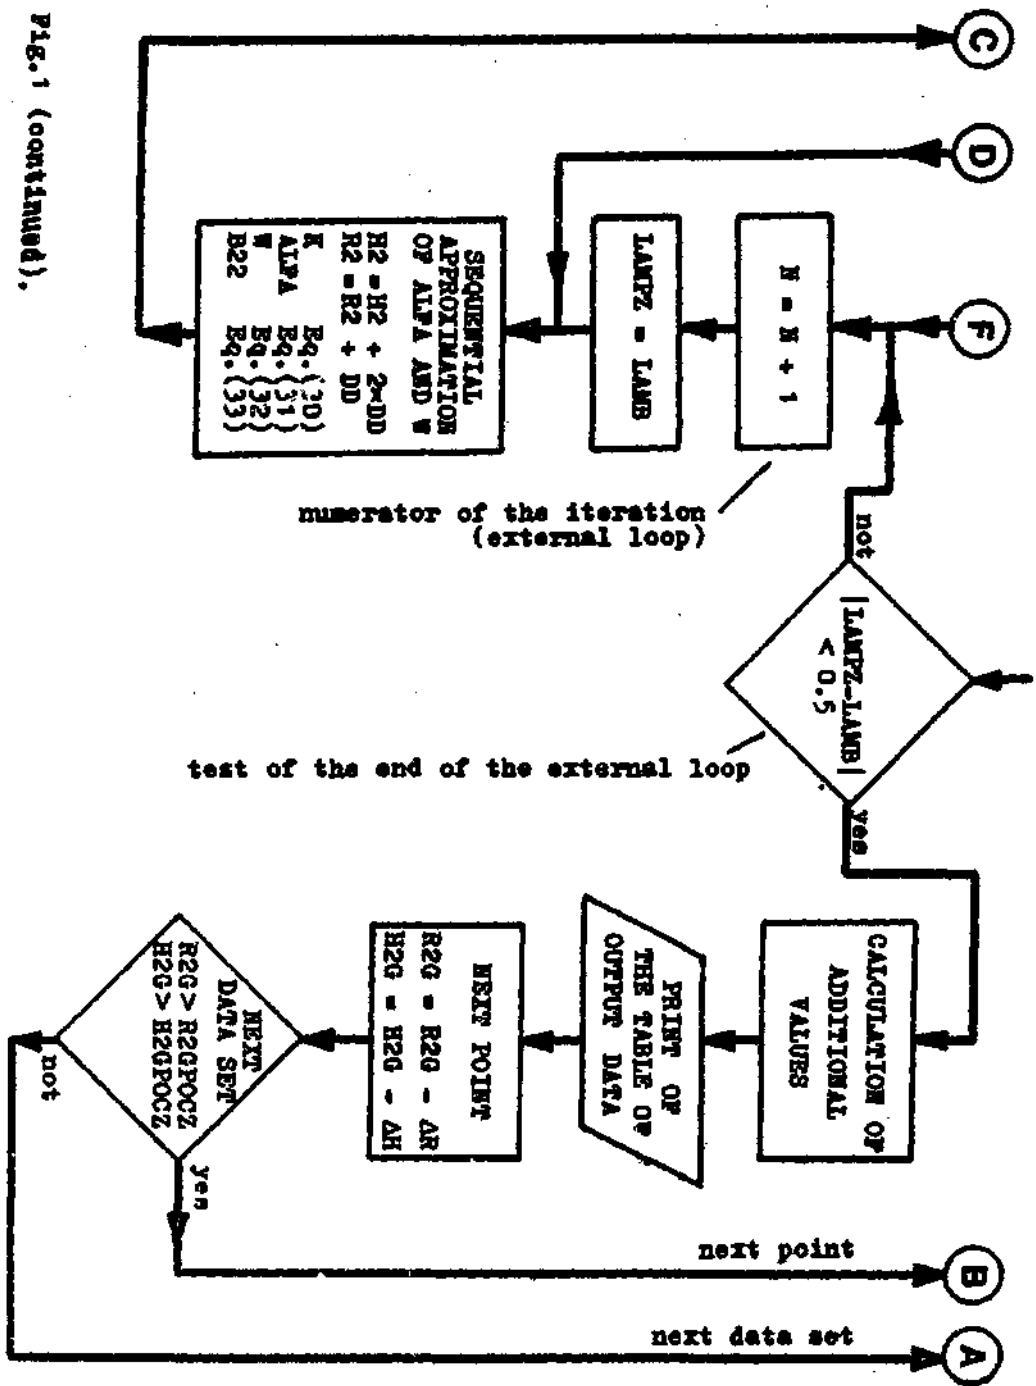 C
D
F
N = N + 1
LAMPZ = LAMB
SEQUENTIAL
APPROXIMATION
OF ALFA AND W
H2 = H2 + 2*DD
R2 = R2 + DD
K Eq.(30)
ALFA Eq.(31)
W Eq.(32)
B22 Eq.(33)
numerator of the iteration
(external loop)
not
|LAMPZ-LAMB|
< 0.5
test of the end of the external loop
yes
CALCULATION OF
ADDITIONAL
VALUES
PRINT OF
THE TABLE OF
OUTPUT DATA
NEXT POINT
R2G = R2G - ΔR
H2G = H2G - ΔH
NEXT
DATA SET
R2G > R2GPOCZ
H2G > H2GPOCZ
not
yes
next point
B
next data set
A
Fig.1 (continued).